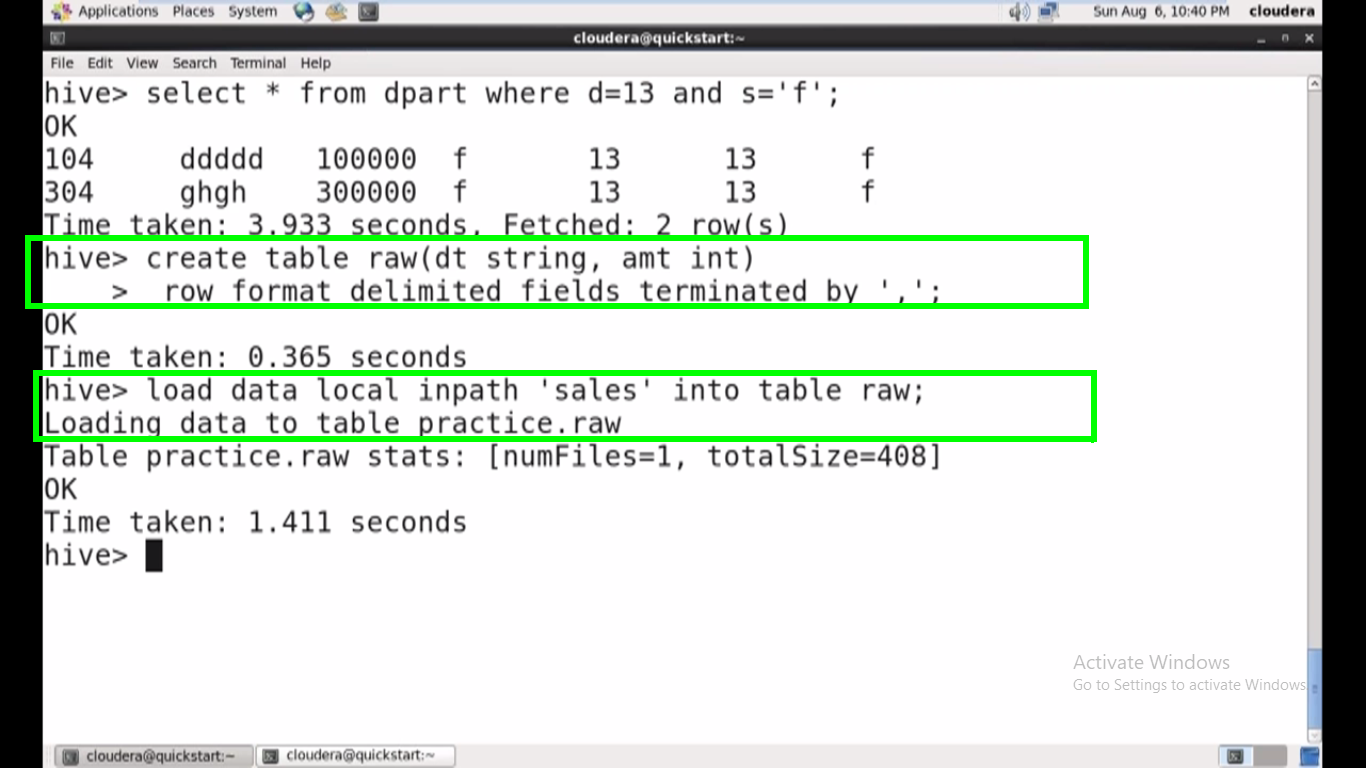 Applications Places System Sun Aug 6, 10:40 PM cloudera
cloudera@quickstart:~
File Edit View Search Terminal Help
hive> select * from dpart where d=13 and s='f';
OK
104 ddddd 100000 f 13 13 f
304 ghgh 300000 f 13 13 f
Time taken: 3.933 seconds, Fetched: 2 row(s)
hive> create table raw(dt string, amt int)
> row format delimited fields terminated by ',';
OK
Time taken: 0.365 seconds
hive> load data local inpath 'sales' into table raw;
Loading data to table practice.raw
Table practice.raw stats: [numFiles=1, totalSize=408]
OK
Time taken: 1.411 seconds
hive>
Activate Windows
Go to Settings to activate Windows
cloudera@quickstart:~ cloudera@quickstart:~